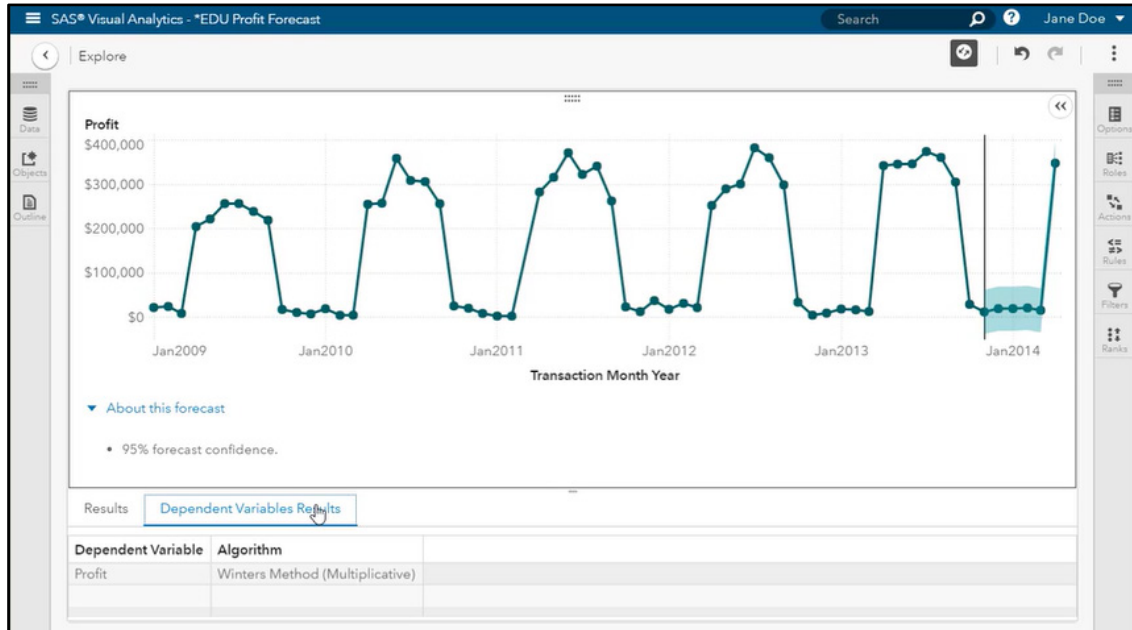 SAS® Visual Analytics - *EDU Profit Forecast
Search
Jane Doe
Explore
Data
Objects
Outline
Profit
$400,000
$300,000
$200,000
$100,000
$0
Jan2009 Jan2010 Jan2011 Jan2012 Jan2013 Jan2014
Transaction Month Year
About this forecast
• 95% forecast confidence.
Options
Roles
Actions
Rules
Filters
Ranks
Results Dependent Variables Results
Dependent Variable Algorithm
Profit Winters Method (Multiplicative)